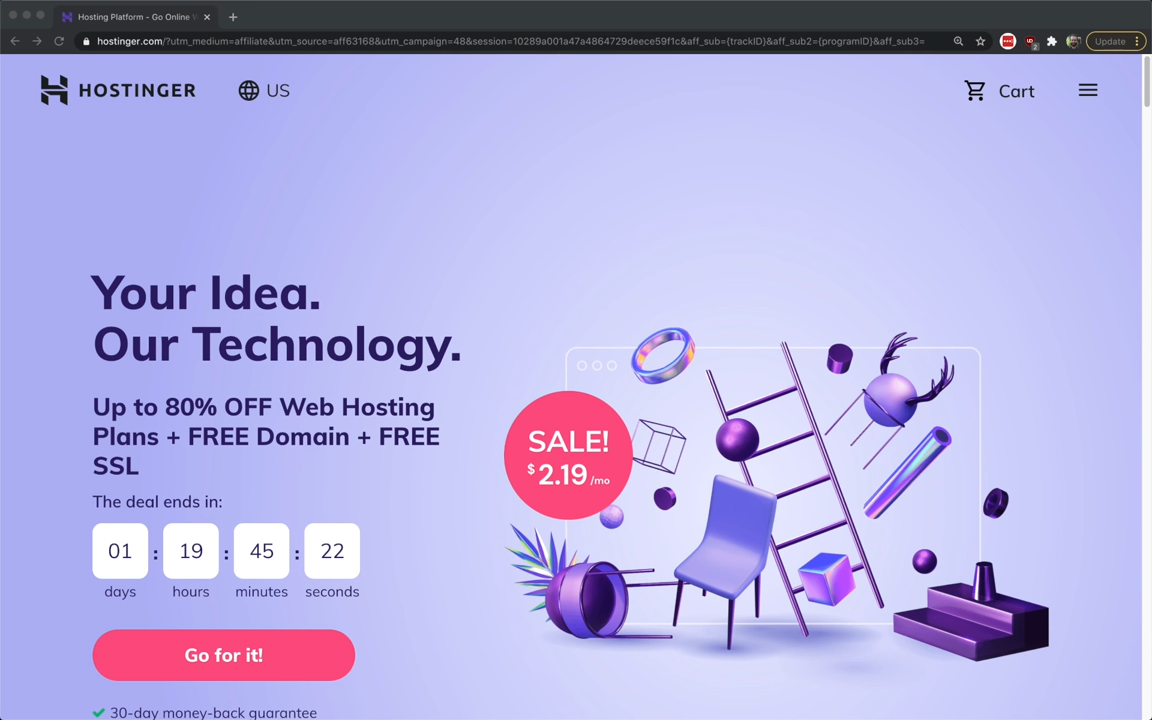 Hosting Platform - Go Online
hostinger.com/?utm_medium=affiliate&utm_source=aff63168&utm_campaign=48&session=10289a001a47a4864729deece59f1c&aff_sub={trackID}&aff_sub2={programID}&aff_sub3=
2
Update
HOSTINGER
US
Cart
Your Idea.
Our Technology.
Up to 80% OFF Web Hosting
Plans + FREE Domain + FREE
SSL
The deal ends in:
01 : 19 : 45 : 22
days hours minutes seconds
Go for it!
30-day money-back guarantee
SALE!
$2.19/mo